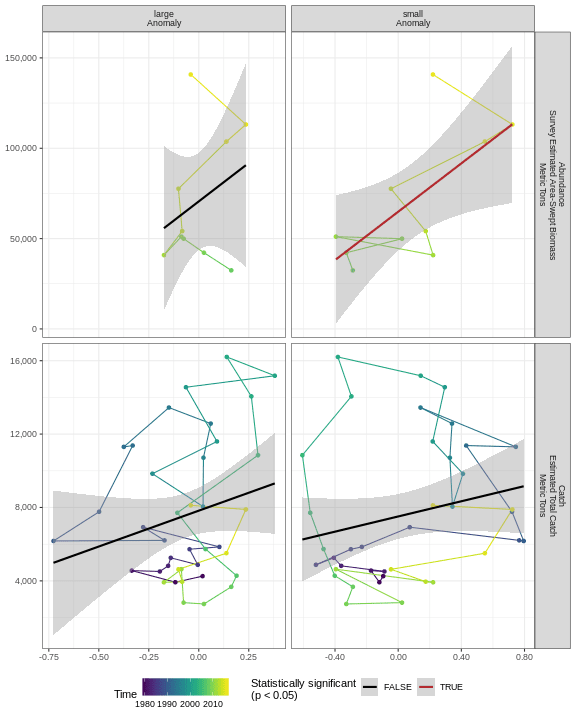 large
Anomaly
small
Anomaly
150,000
100,000
50,000
0
Abundance
Survey Estimated Area-Swept Biomass
Metric Tons
16,000
12,000
8,000
4,000
Catch
Estimated Total Catch
Metric Tons
-0.75 -0.50 -0.25 0.00 0.25
-0.40 0.00 0.40 0.80
Time
1980 1990 2000 2010
Statistically significant
(p < 0.05)
FALSE TRUE